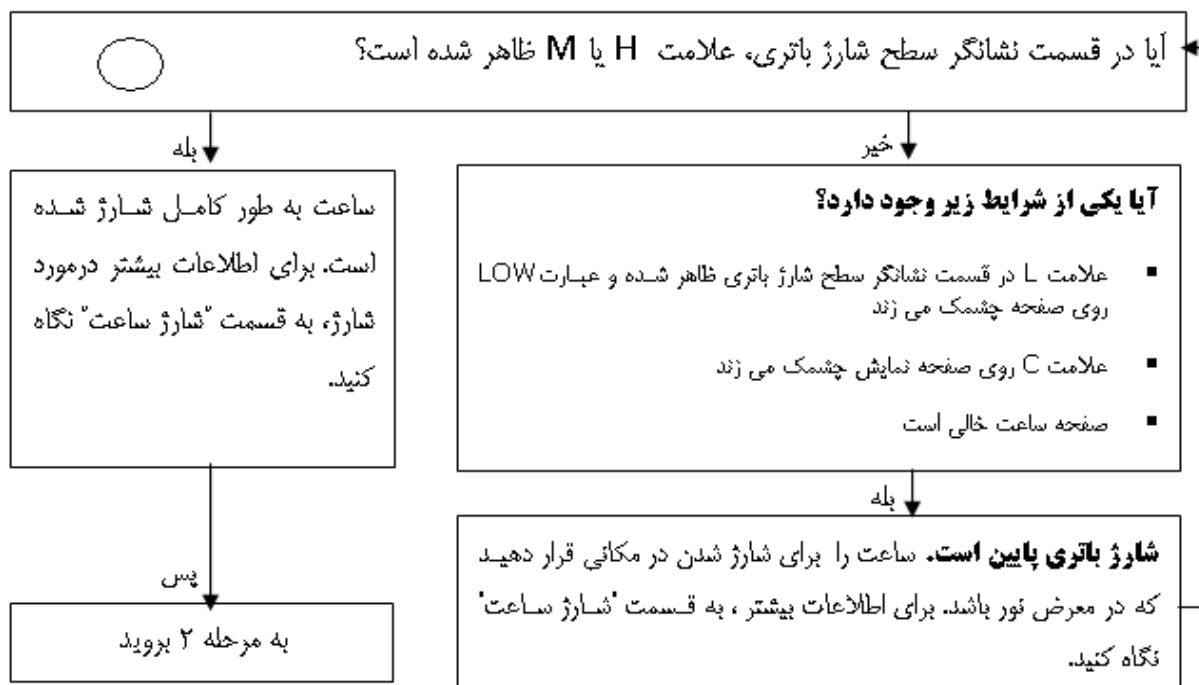 آیا در قسمت نشانگر سطح شارژ باتری، علامت H یا M ظاهر شده است؟
خیر
بله
آیا یکی از شرایط زیر وجود دارد؟
علامت L در قسمت نشانگر سطح شارژ باتری ظاهر شده و عبارت LOW
روی صفحه چشمک می زند
علامت C روی صفحه نمایش چشمک می زند
صفحه ساعت خالی است
بله
شارژ باتری پایین است. ساعت را برای شارژ شدن در مکانی قرار دهید
که در معرض نور باشد. برای اطلاعات بیشتر ، به قسمت "شارژ ساعت"
نگاه کنید.
ساعت به طور کامل شارژ شده
است. برای اطلاعات بیشتر درمورد
شارژ، به قسمت "شارژ ساعت" نگاه
کنید.
پس
به مرحله ۲ بروید